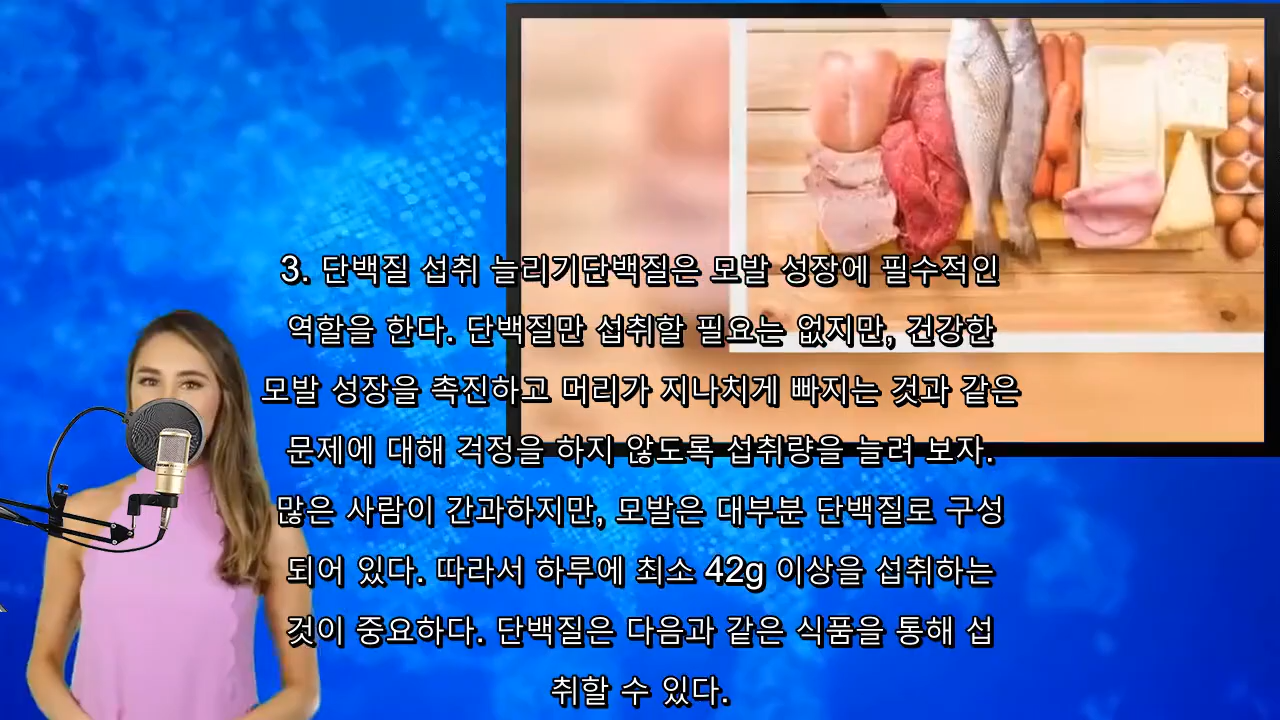 3. 단백질 섭취 늘리기단백질은 모발 성장에 필수적인
역할을 한다. 단백질만 섭취할 필요는 없지만, 건강한
모발 성장을 촉진하고 머리가 지나치게 빠지는 것과 같은
문제에 대해 걱정을 하지 않도록 섭취량을 늘려 보자.
많은 사람이 간과하지만, 모발은 대부분 단백질로 구성
되어 있다. 따라서 하루에 최소 42g 이상을 섭취하는
것이 중요하다. 단백질은 다음과 같은 식품을 통해 섭
취할 수 있다.